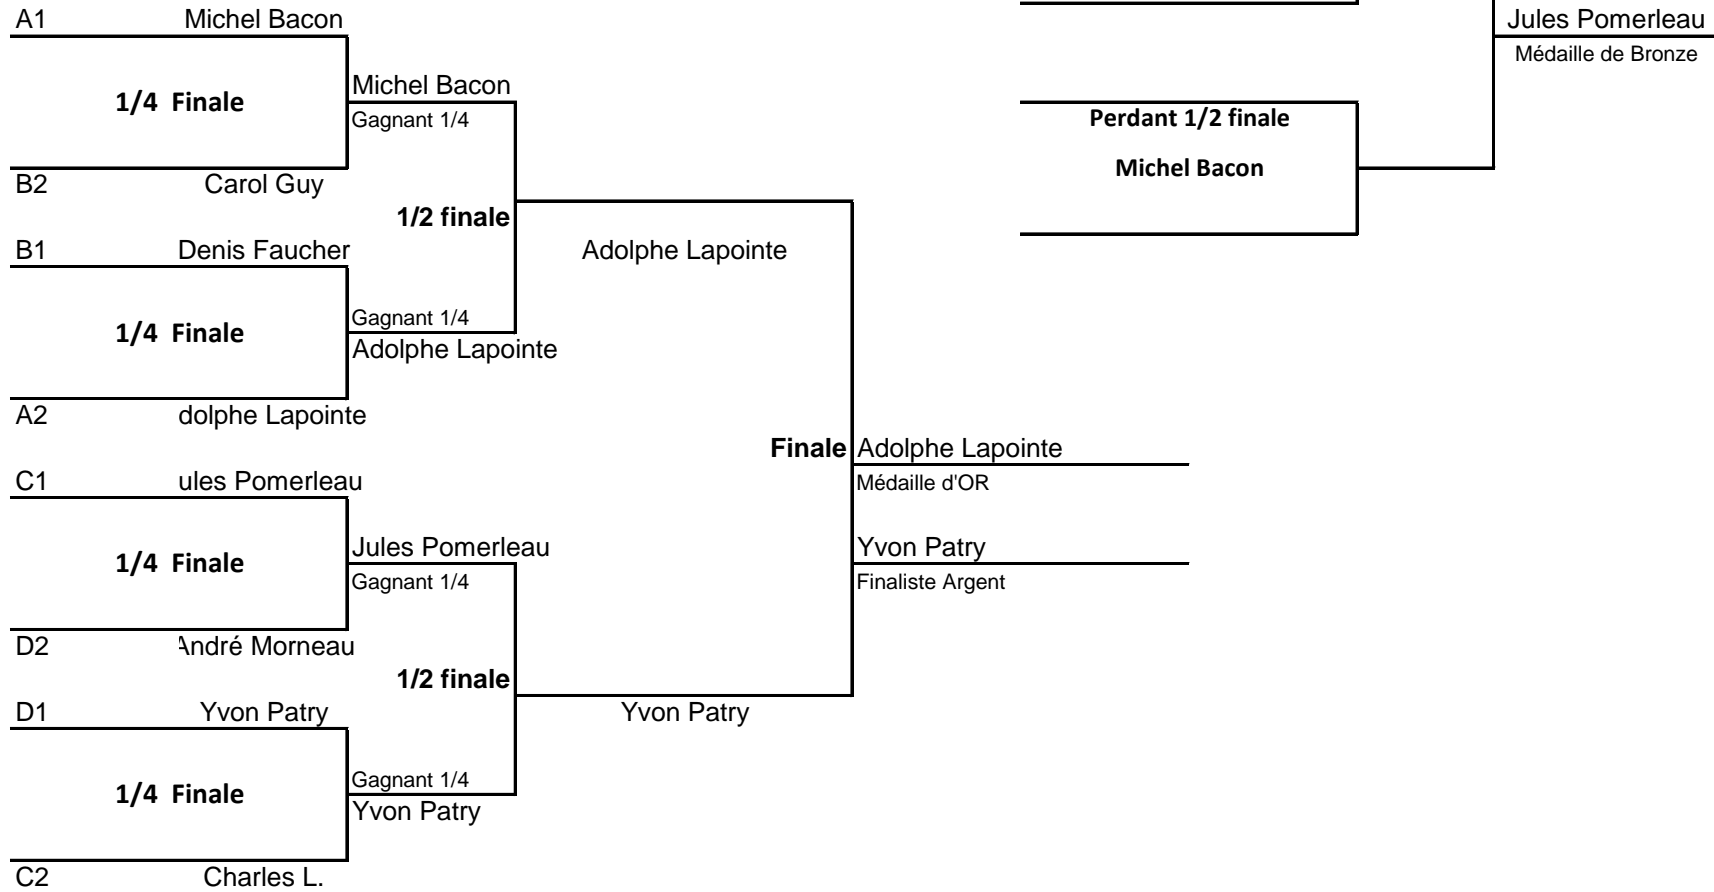 A1 Michel Bacon
1/4 Finale
B2 Carol Guy
Michel Bacon
Gagnant 1/4
1/2 finale
B1 Denis Faucher
1/4 Finale
A2 dolphe Lapointe
Gagnant 1/4
Adolphe Lapointe
Adolphe Lapointe
C1 ules Pomerleau
1/4 Finale
D2 André Morneau
Jules Pomerleau
Gagnant 1/4
1/2 finale
D1 Yvon Patry
1/4 Finale
C2 Charles L.
Gagnant 1/4
Yvon Patry
Yvon Patry
Finale
Adolphe Lapointe
Médaille d'OR
Yvon Patry
Finaliste Argent
Perdant 1/2 finale
Michel Bacon
Jules Pomerleau
Médaille de Bronze